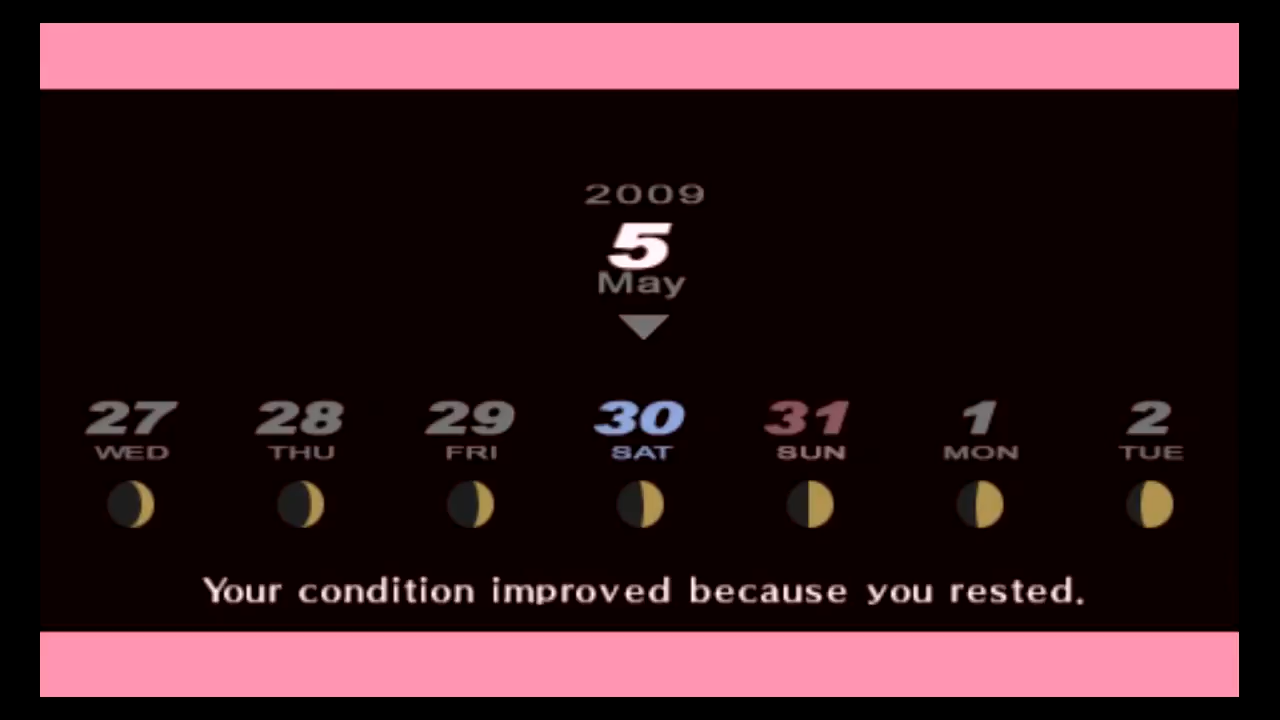 2009
5
May
27 28 29 30 31 1 2
WED THU FRI SAT SUN MON TUE
Your condition improved because you rested.